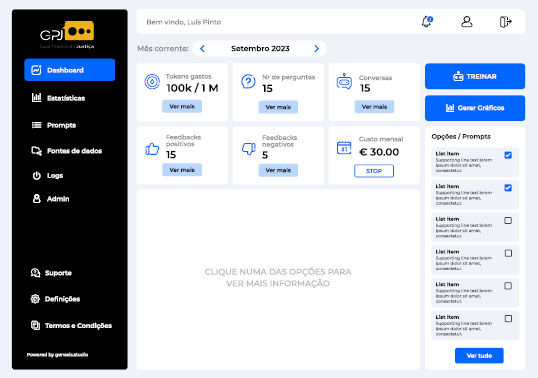 GPJ
Guia Prático da Justiça
Dashboard
Estatísticas
Prompts
Fontes de dados
Logs
Admin
Suporte
Definições
Termos e Condições
Powered by genesis.studio
Bem vindo, Luís Pinto
Mês corrente:
Setembro 2023
Tokens gastos
100k / 1 M
Ver mais
Nr de perguntas
15
Ver mais
Conversas
15
Ver mais
Feedbacks
positivos
15
Ver mais
Feedbacks
negativos
5
Ver mais
Custo mensal
31
€ 30.00
STOP
CLIQUE NUMA DAS OPÇÕES PARA
VER MAIS INFORMAÇÃO
TREINAR
Gerar Gráficos
Opções / Prompts
List item
Supporting line text lorem
ipsum dolor sit amet,
consectetur.
List item
Supporting line text lorem
ipsum dolor sit amet,
consectetur.
List item
Supporting line text lorem
ipsum dolor sit amet,
consectetur.
List item
Supporting line text lorem
ipsum dolor sit amet,
consectetur.
List item
Supporting line text lorem
ipsum dolor sit amet,
consectetur.
List item
Supporting line text lorem
ipsum dolor sit amet,
consectetur.
Ver tudo